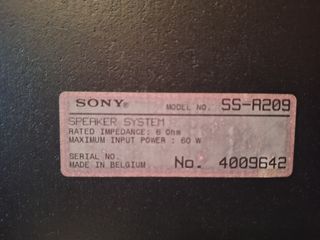 SONY® MODEL NO. SS-A209
SPEAKER SYSTEM
RATED IMPEDANCE: 6 Ohm
MAXIMUM INPUT POWER : 60 W
SERIAL NO. No. 4009642
MADE IN BELGIUM